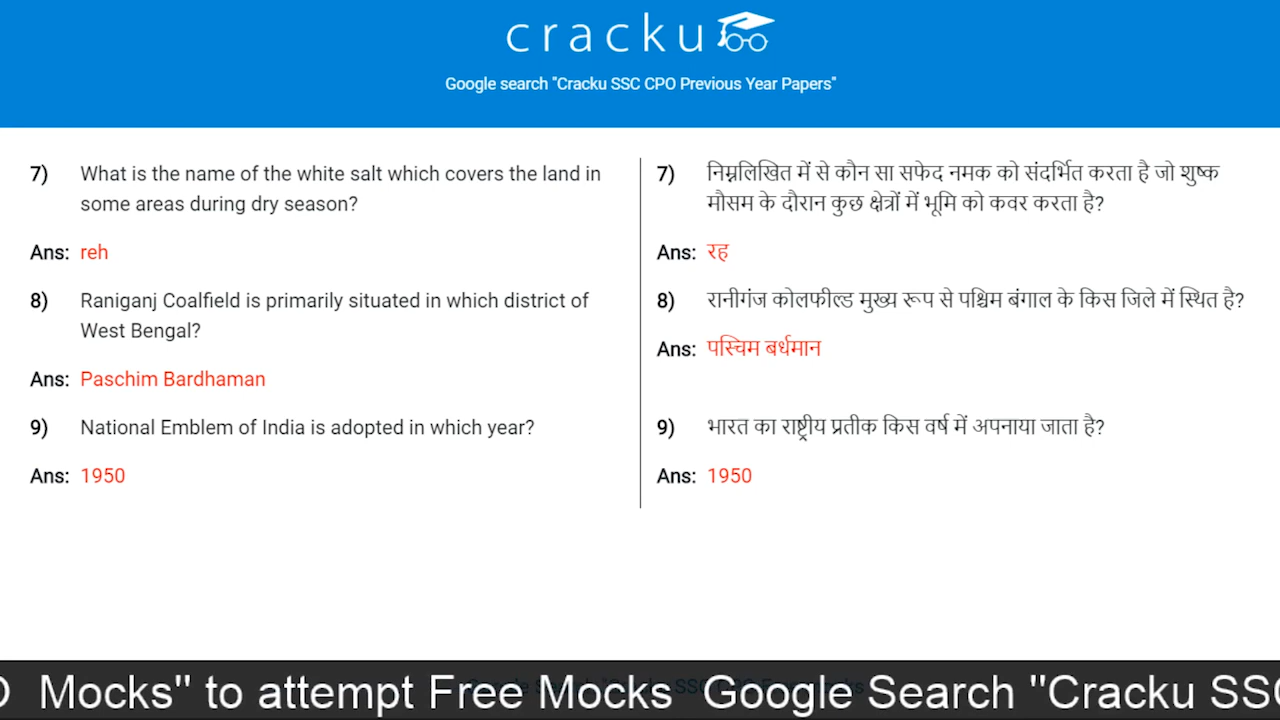 cracku
Google search "Cracku SSC CPO Previous Year Papers"
7) What is the name of the white salt which covers the land in
some areas during dry season?
Ans: reh
8) Raniganj Coalfield is primarily situated in which district of
West Bengal?
Ans: Paschim Bardhaman
9) National Emblem of India is adopted in which year?
Ans: 1950
7) निम्नलिखित में से कौन सा सफेद नमक को संदर्भित करता है जो शुष्क
मौसम के दौरान कुछ क्षेत्रों में भूमि को कवर करता है?
Ans: रह
8) रानीगंज कोलफील्ड मुख्य रूप से पश्चिम बंगाल के किस जिले में स्थित है?
Ans: पस्चिम बर्धमान
9) भारत का राष्ट्रीय प्रतीक किस वर्ष में अपनाया जाता है?
Ans: 1950
Mocks" to attempt Free Mocks Google Search "Cracku SSC